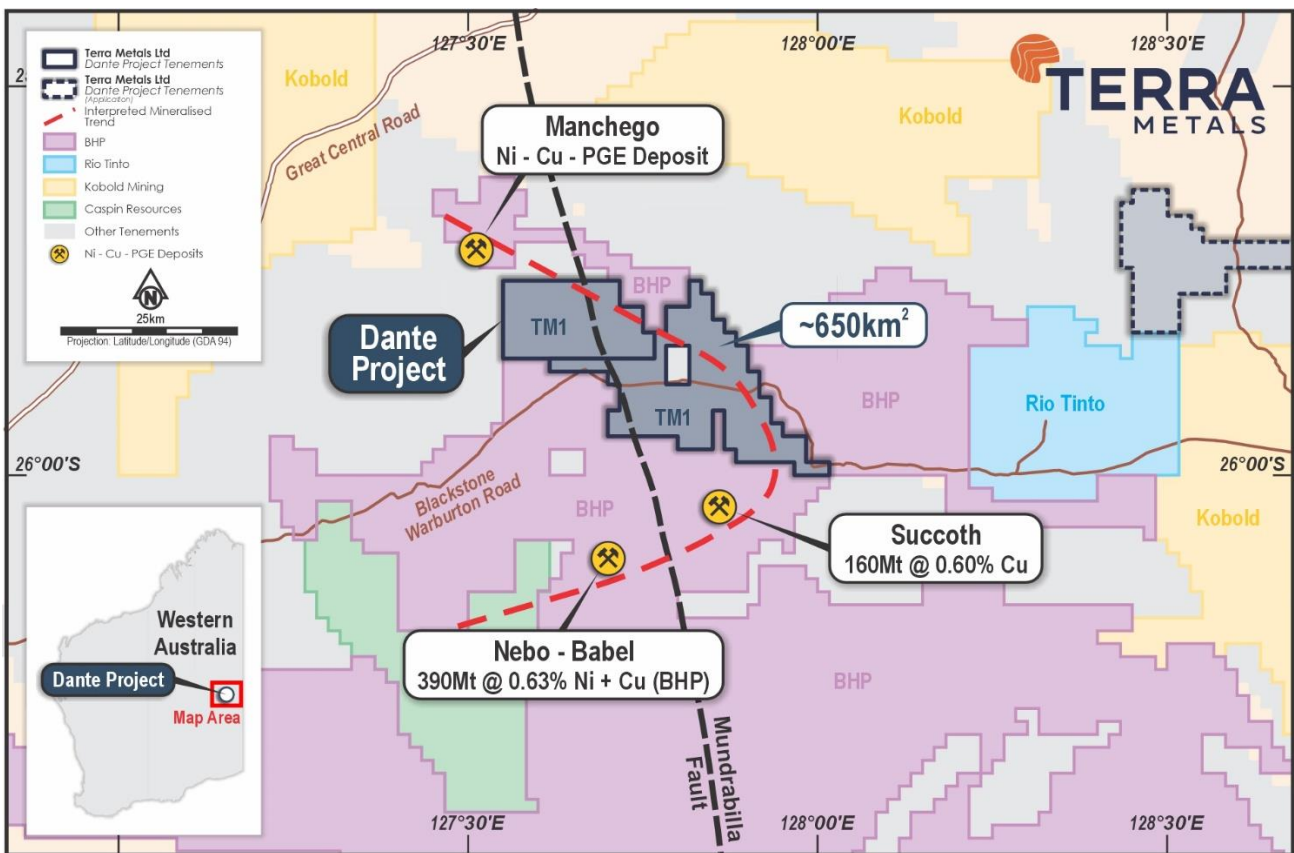 127°30'E
128°00'E
128°30'E
Terra Metals Ltd
Dante Project Tenements
Terra Metals Ltd
Dante Project Tenements
(Application)
Interpreted Mineralised
Trend
BHP
Rio Tinto
Kobold Mining
Caspin Resources
Other Tenements
Ni - Cu - PGE Deposits
N
25km
Projection: Latitude/Longitude (GDA 94)
Kobold
Great Central Road
Manchego
Ni - Cu - PGE Deposit
Kobold
TERRA
METALS
BHP
Dante
Project
TM1
~650km²
TM1
BHP
Rio Tinto
26°00'S
26°00'S
Blackstone
Warburton Road
BHP
Succoth
160Mt @ 0.60% Cu
Kobold
Nebo - Babel
390Mt @ 0.63% Ni + Cu (BHP)
BHP
Western
Australia
Dante Project
Map Area
Mundrabilla
Fault
127°30'E
128°00'E
128°30'E